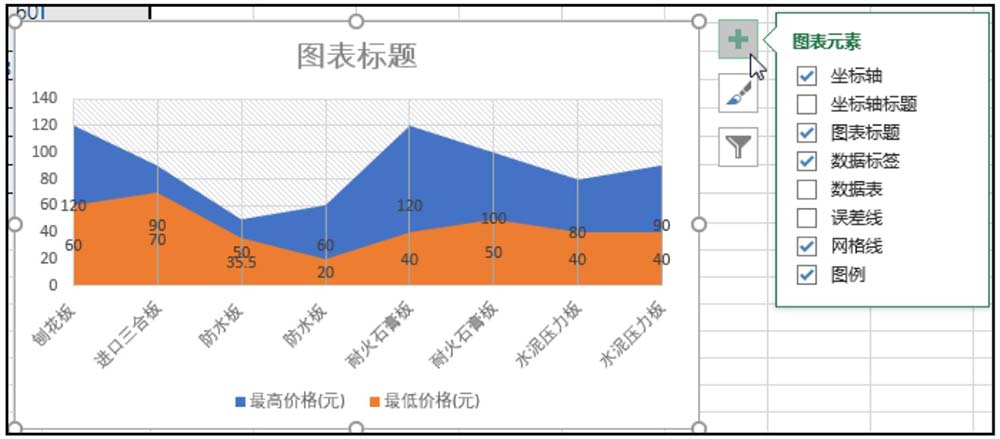 60
图表标题
140
120
100
80
60
40
20
0
120 90 50 60 120 100 80 90
60 70 35.5 20 40 50 40 40
刨花板 进口三合板 防水板 防水板 耐火石膏板 耐火石膏板 水泥压力板 水泥压力板
最高价格(元) 最低价格(元)
图表元素
坐标轴
坐标轴标题
图表标题
数据标签
数据表
误差线
网格线
图例